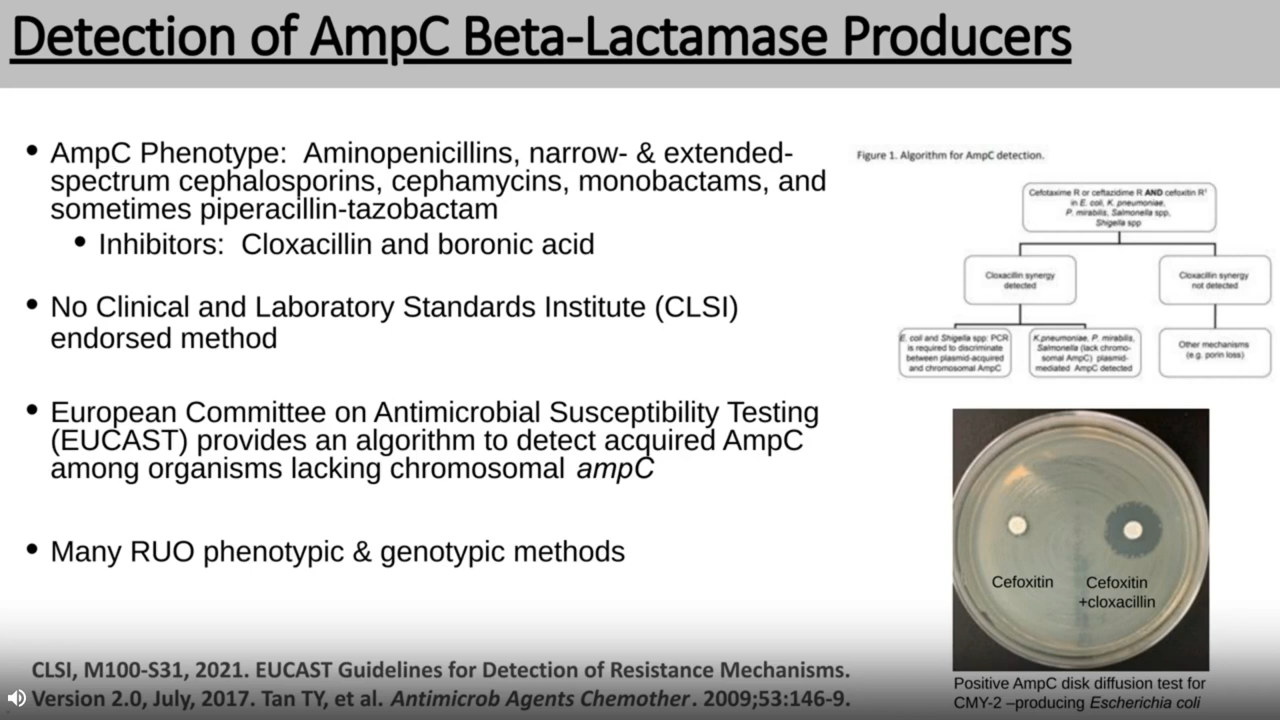 Detection of AmpC Beta-Lactamase Producers
• AmpC Phenotype: Aminopenicillins, narrow- & extended-
spectrum cephalosporins, cephamycins, monobactams, and
sometimes piperacillin-tazobactam
• Inhibitors: Cloxacillin and boronic acid
• No Clinical and Laboratory Standards Institute (CLSI)
endorsed method
• European Committee on Antimicrobial Susceptibility Testing
(EUCAST) provides an algorithm to detect acquired AmpC
among organisms lacking chromosomal ampC
• Many RUO phenotypic & genotypic methods
Figure 1. Algorithm for AmpC detection.
Cefotaxime R or ceftazidime R AND cefoxitin R¹
in E. coli, K. pneumoniae,
P. mirabilis, Salmonella spp,
Shigella spp
Cloxacillin synergy
detected
Cloxacillin synergy
not detected
E. coli and Shigella spp: PCR
is required to discriminate
between plasmid-acquired
and chromosomal AmpC
K.pneumoniae, P. mirabilis,
Salmonella (lack chromo-
somal AmpC) plasmid-
mediated AmpC detected
Other mechanisms
(e.g. porin loss)
Cefoxitin
Cefoxitin
+cloxacillin
Positive AmpC disk diffusion test for
CMY-2 –producing Escherichia coli
CLSI, M100-S31, 2021. EUCAST Guidelines for Detection of Resistance Mechanisms.
Version 2.0, July, 2017. Tan TY, et al. Antimicrob Agents Chemother. 2009;53:146-9.